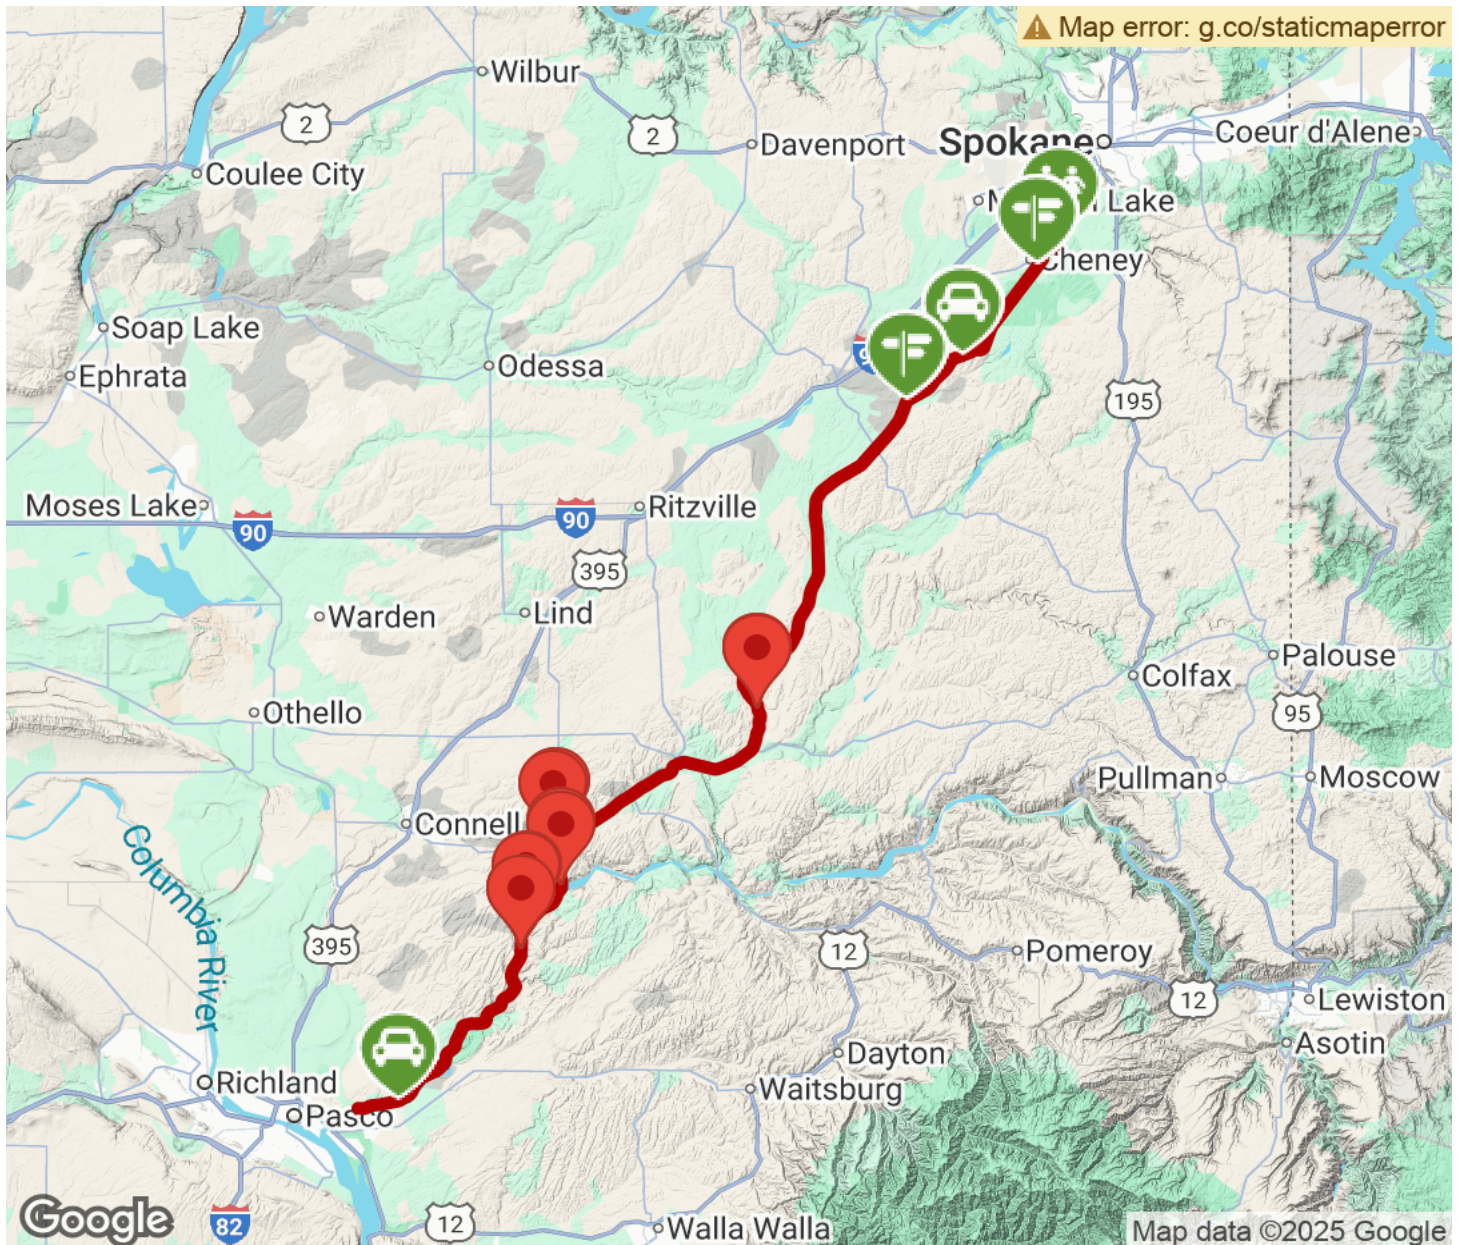 Map error: g.co/staticmaperror
Wilbur
2
2
Davenport
Spokane
Coeur d'Alene
Coulee City
Lake
Cheney
Soap Lake
Ephrata
Odessa
195
Moses Lake
90
90
Ritzville
395
Warden
Lind
Palouse
Colfax
Othello
95
Pullman
Moscow
Connell
Columbia River
395
12
Pomeroy
12
Lewiston
Asotin
Dayton
Richland
Waitsburg
Pasco
Google
82
12
Walla Walla
Map data ©2025 Google